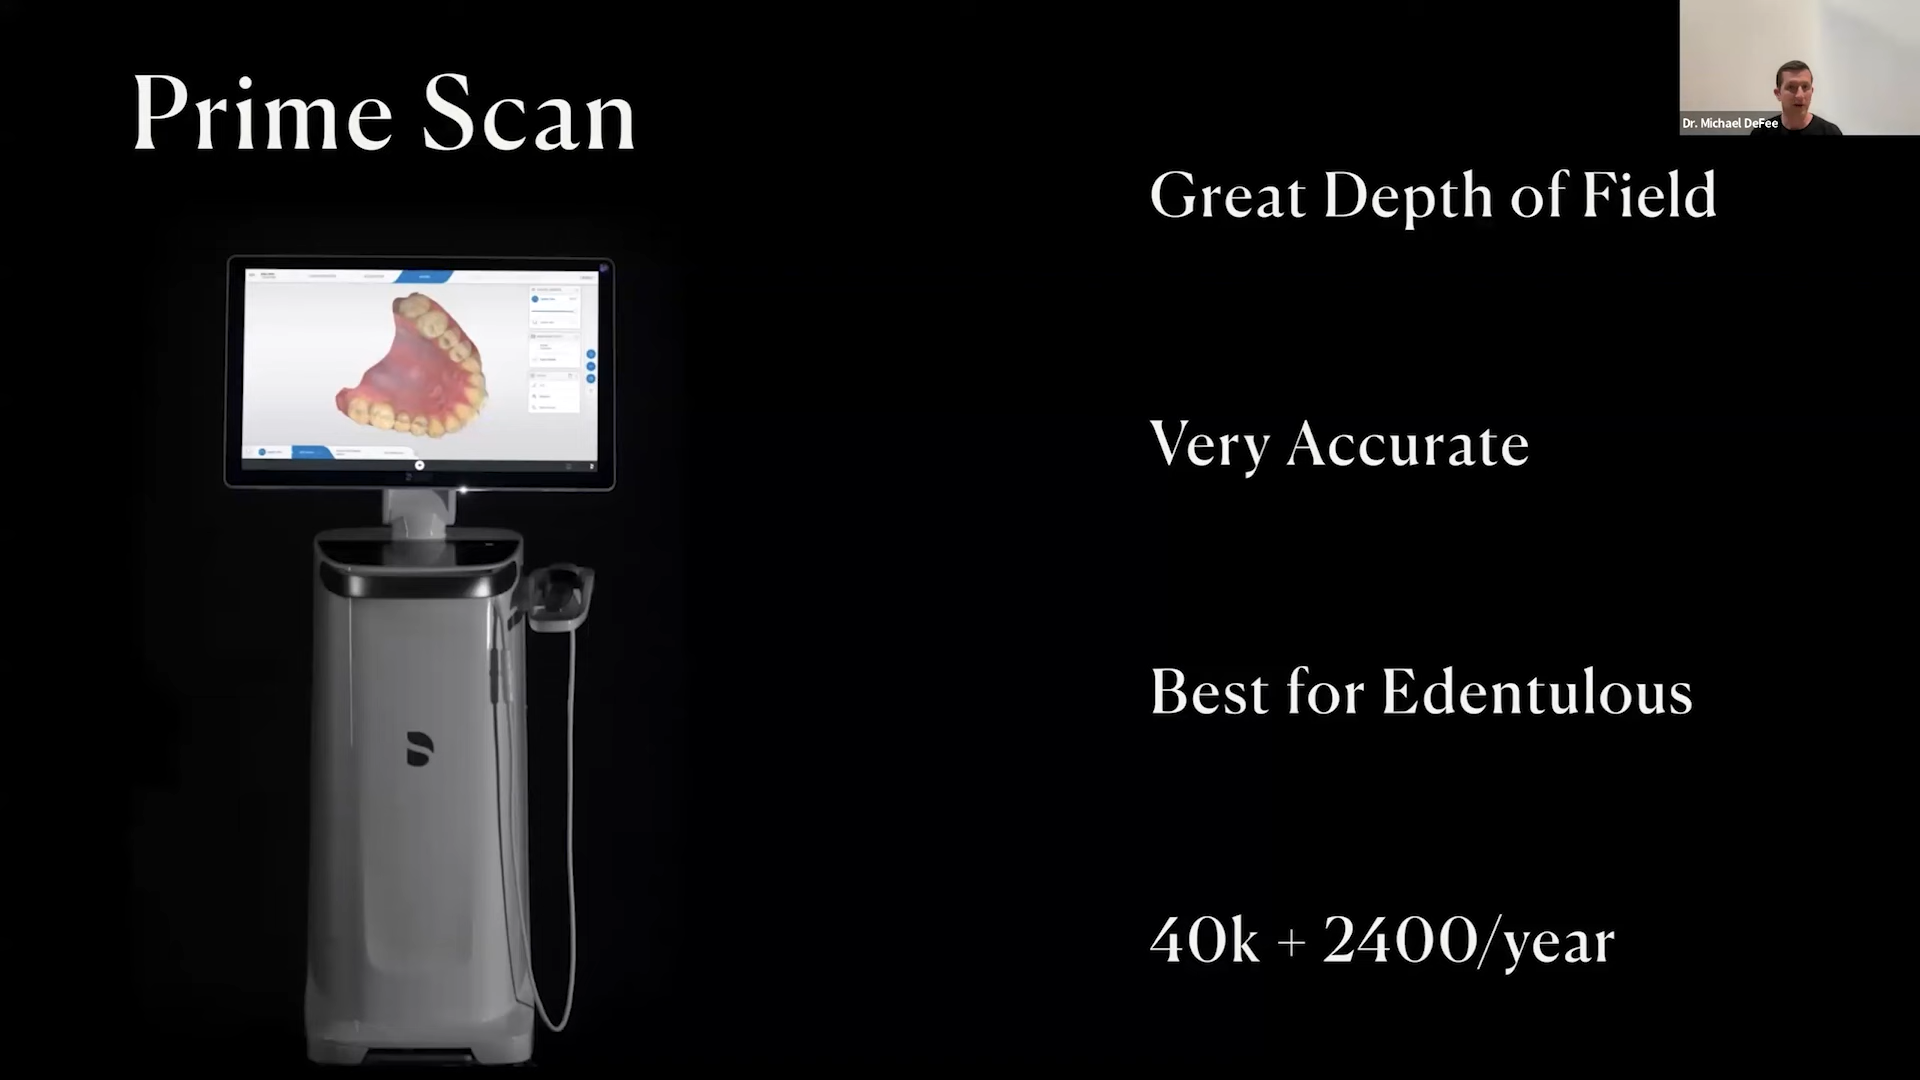 Prime Scan
Dr. Michael DeFee
Great Depth of Field
Very Accurate
Best for Edentulous
40k + 2400/year